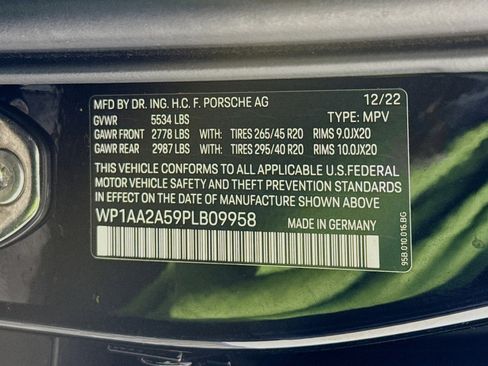 MFD BY DR. ING. H.C. F. PORSCHE AG 12/22
GVWR 5534 LBS TYPE: MPV
GAWR FRONT 2778 LBS WITH: TIRES 265/45 R20 RIMS 9.0JX20
GAWR REAR 2987 LBS WITH: TIRES 295/40 R20 RIMS 10.0JX20
THIS VEHICLE CONFORMS TO ALL APPLICABLE U.S.FEDERAL
MOTOR VEHICLE SAFETY AND THEFT PREVENTION STANDARDS
IN EFFECT ON THE DATE OF MANUFACTURE SHOWN ABOVE
WP1AA2A59PLB09958 MADE IN GERMANY
95B.010.016.BG